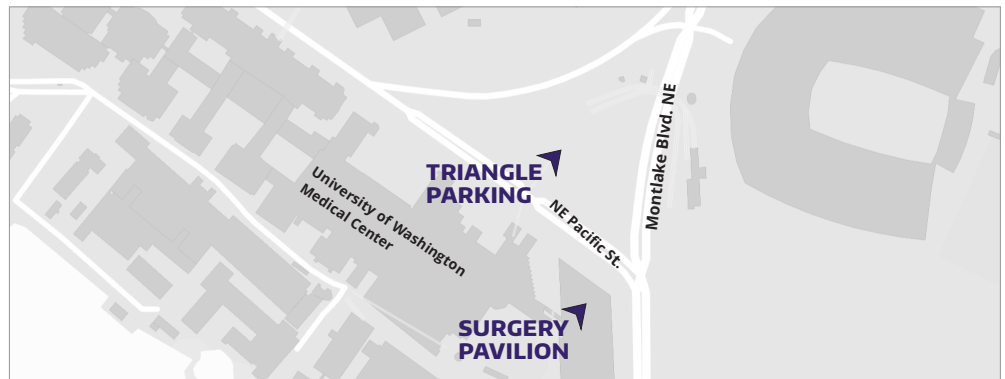 Montlake Blvd. NE
TRIANGLE
PARKING
University of Washington
Medical Center
NE Pacific St.
SURGERY
PAVILION